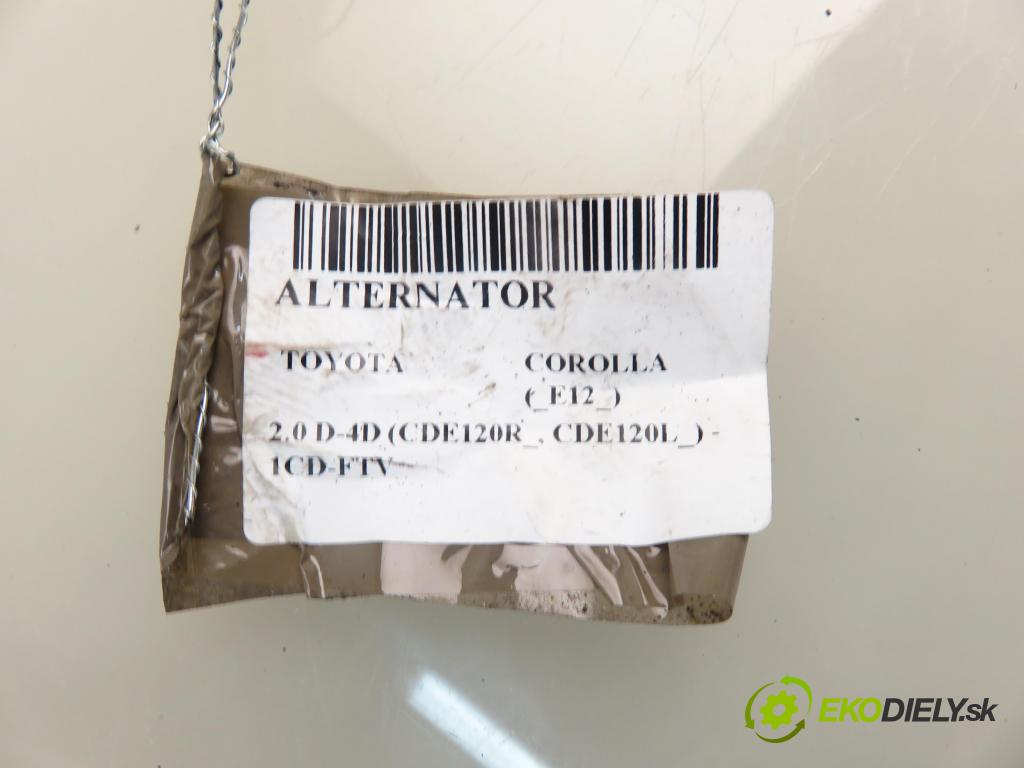 ALTERNATOR
TOYOTA COROLLA
(_E12_)
2.0 D-4D (CDE120R_, CDE120L_) -
1CD-FTV
EKODIELY.sk